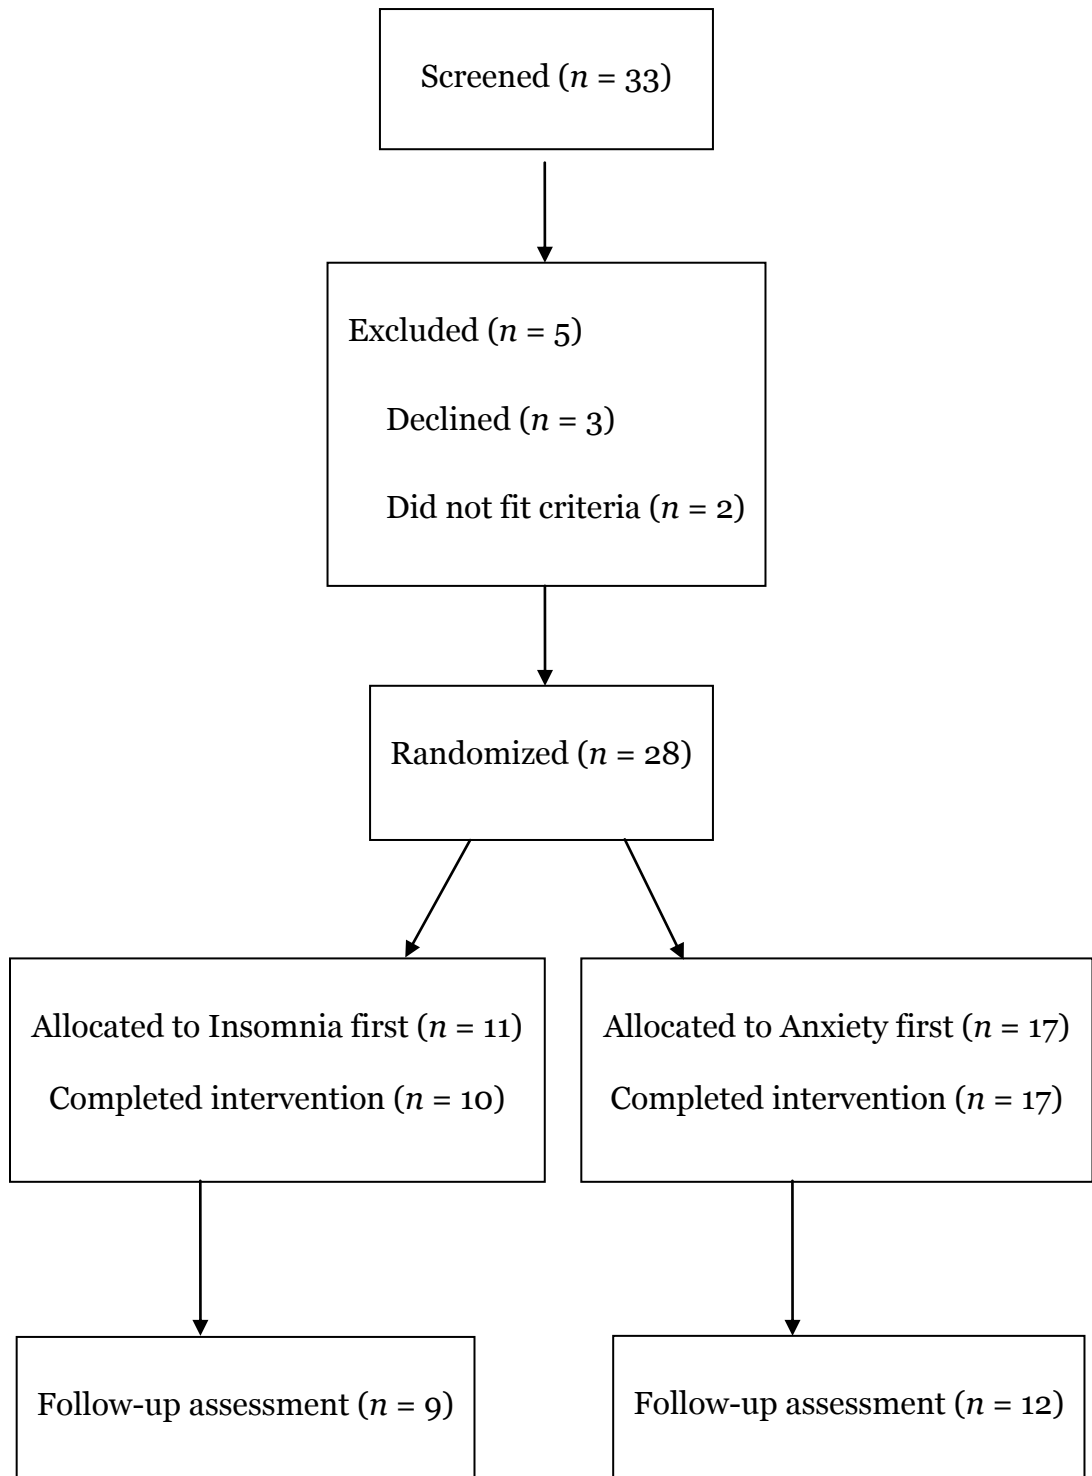 Screened (n = 33)
Excluded (n = 5)
Declined (n = 3)
Did not fit criteria (n = 2)
Randomized (n = 28)
Allocated to Insomnia first (n = 11)
Completed intervention (n = 10)
Allocated to Anxiety first (n = 17)
Completed intervention (n = 17)
Follow-up assessment (n = 9)
Follow-up assessment (n = 12)